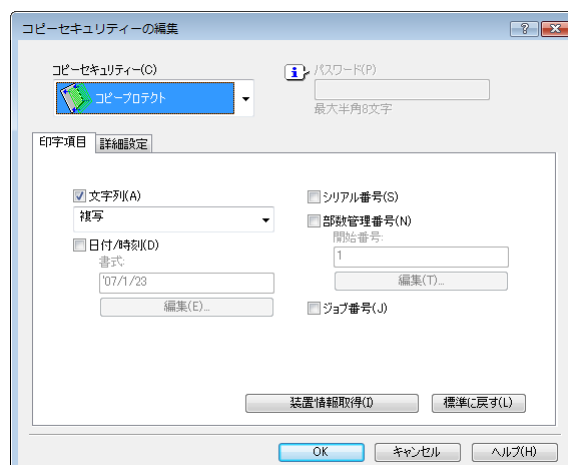 コピーセキュリティーの編集
コピーセキュリティー(C)
コピープロテクト
パスワード(P)
最大半角8文字
印字項目
詳細設定
文字列(A)
複写
日付/時刻(D)
書式:
'07/1/23
編集(E)...
シリアル番号(S)
部数管理番号(N)
開始番号:
1
編集(T)...
ジョブ番号(J)
装置情報取得(I)
標準に戻す(L)
OK
キャンセル
ヘルプ(H)